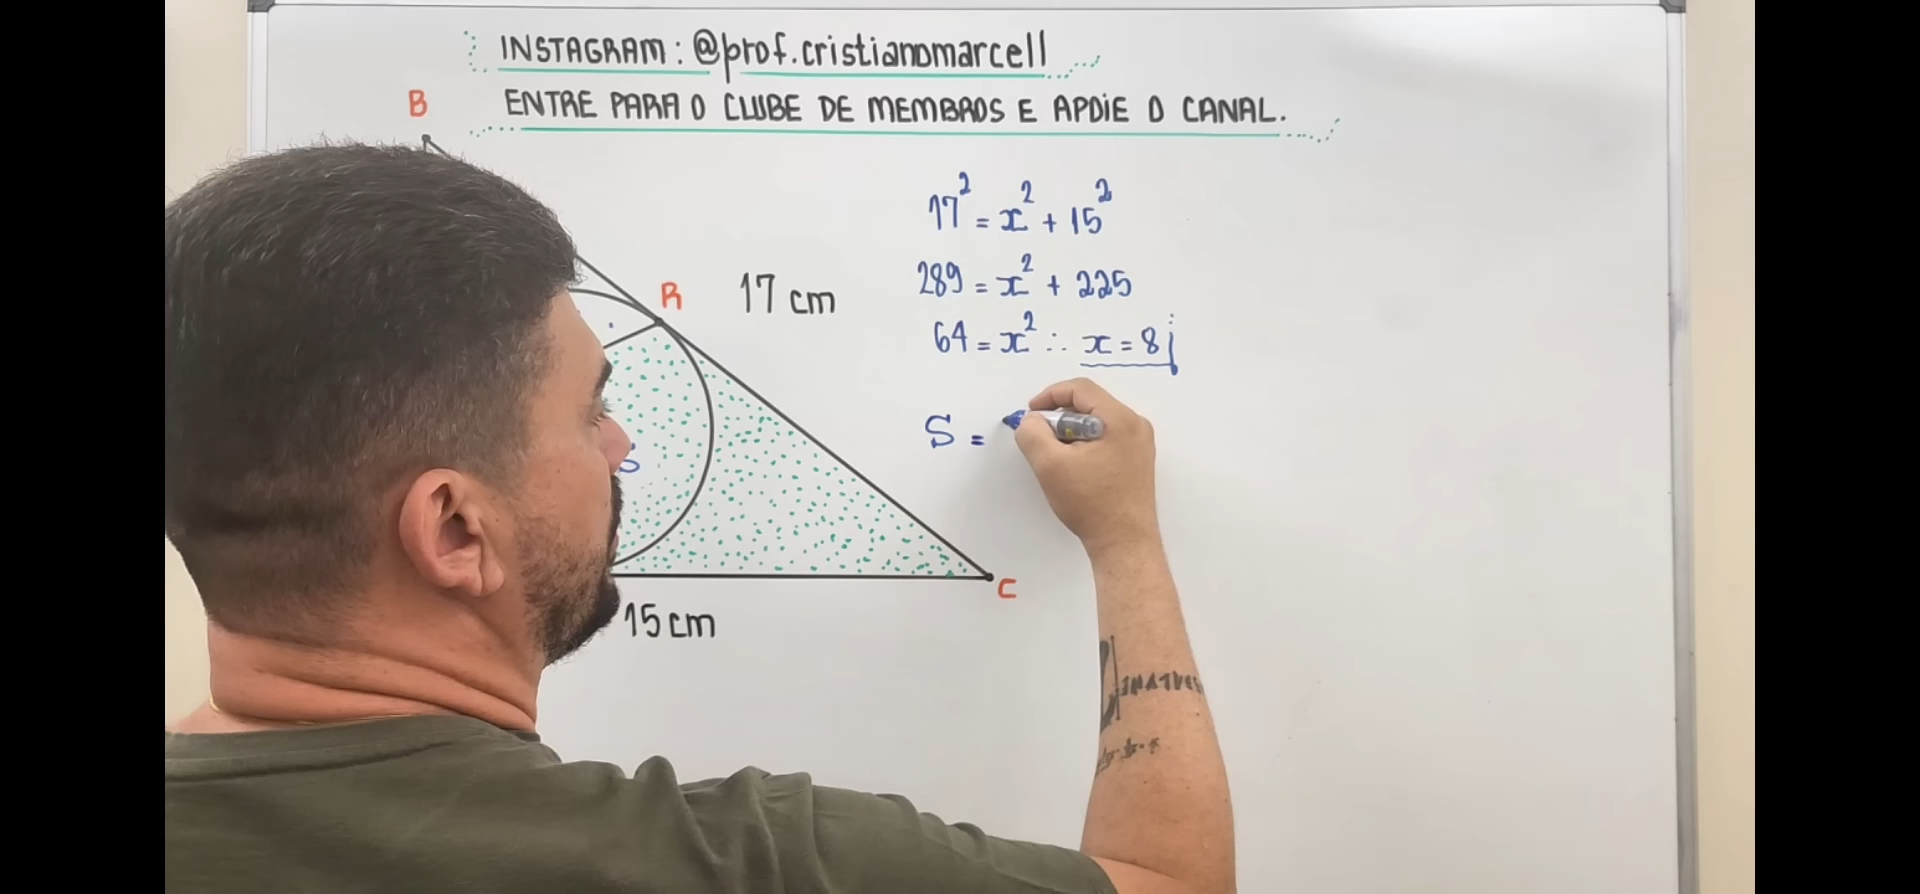 INSTAGRAM: @prof.cristianomarcell
ENTRE PARA O CLUBE DE MEMBROS E APOIE O CANAL.
B
17² = x² + 15²
289 = x² + 225
64 = x² ∴ x = 8
R
17 cm
S =
S
C
15 cm